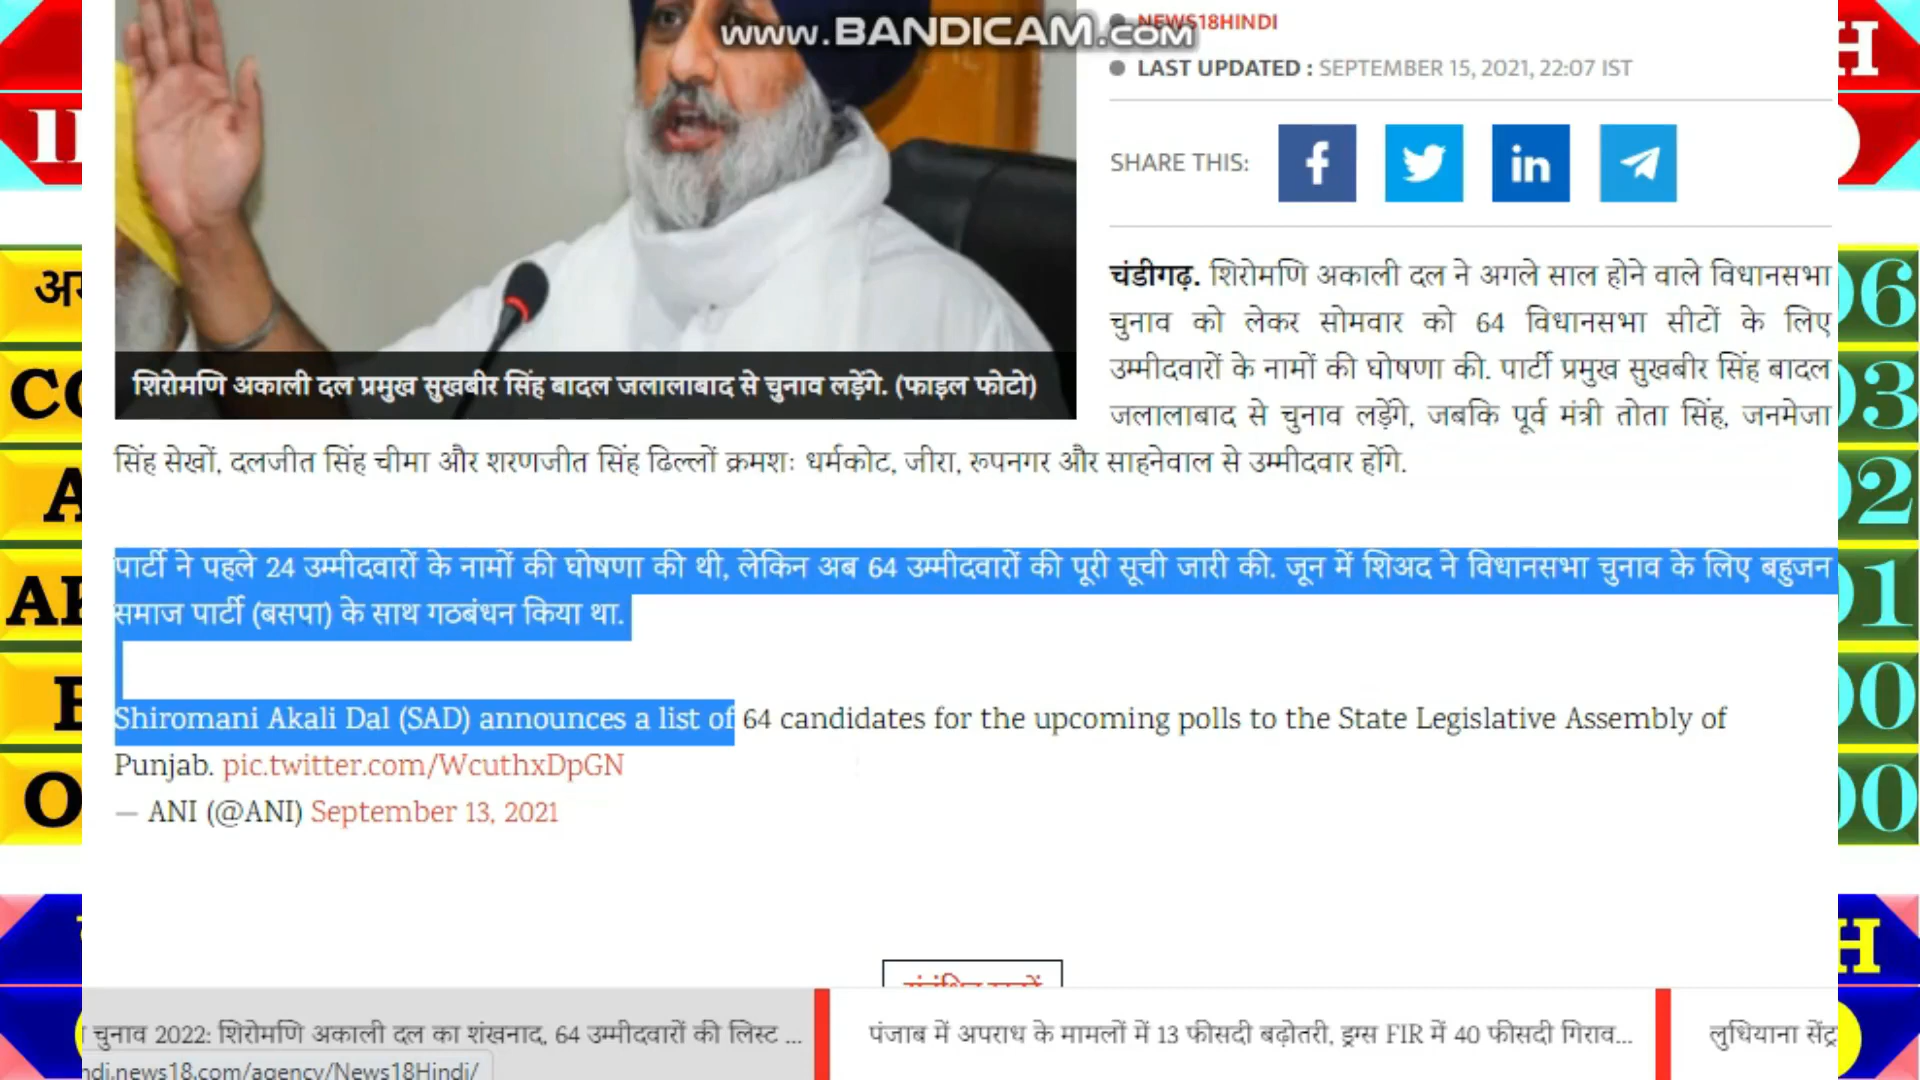 www.BANDICAM.com
NEWS18HINDI
LAST UPDATED : SEPTEMBER 15, 2021, 22:07 IST
SHARE THIS:
चंडीगढ़. शिरोमणि अकाली दल ने अगले साल होने वाले विधानसभा
चुनाव को लेकर सोमवार को 64 विधानसभा सीटों के लिए
उम्मीदवारों के नामों की घोषणा की. पार्टी प्रमुख सुखबीर सिंह बादल
जलालाबाद से चुनाव लड़ेंगे, जबकि पूर्व मंत्री तोता सिंह, जनमेजा
शिरोमणि अकाली दल प्रमुख सुखबीर सिंह बादल जलालाबाद से चुनाव लड़ेंगे. (फाइल फोटो)
सिंह सेखों, दलजीत सिंह चीमा और शरणजीत सिंह ढिल्लों क्रमशः धर्मकोट, जीरा, रूपनगर और साहनेवाल से उम्मीदवार होंगे.
पार्टी ने पहले 24 उम्मीदवारों के नामों की घोषणा की थी, लेकिन अब 64 उम्मीदवारों की पूरी सूची जारी की. जून में शिअद ने विधानसभा चुनाव के लिए बहुजन
समाज पार्टी (बसपा) के साथ गठबंधन किया था.
Shiromani Akali Dal (SAD) announces a list of 64 candidates for the upcoming polls to the State Legislative Assembly of
Punjab. pic.twitter.com/WcuthxDpGN
— ANI (@ANI) September 13, 2021
चुनाव 2022: शिरोमणि अकाली दल का शंखनाद, 64 उम्मीदवारों की लिस्ट ...
पंजाब में अपराध के मामलों में 13 फीसदी बढ़ोतरी, ड्रग्स FIR में 40 फीसदी गिराव...
लुधियाना
ndi.news18.com/agency/News18Hindi/